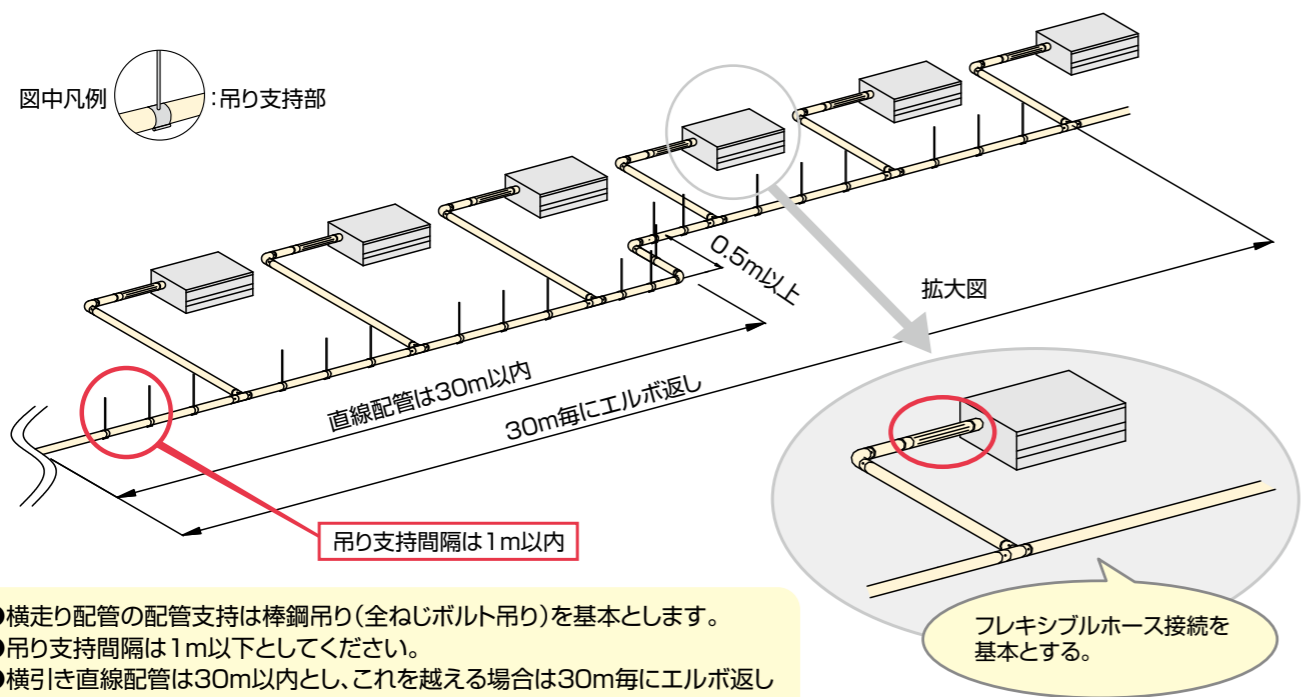 図中凡例
:吊り支持部
0.5m以上
拡大図
直線配管は30m以内
30m毎にエルボ返し
吊り支持間隔は1m以内
フレキシブルホース接続を
基本とする。
●横走り配管の配管支持は棒鋼吊り(全ねじボルト吊り)を基本とします。
●吊り支持間隔は1m以下としてください。
●横引き直線配管は30m以内とし、これを越える場合は30m毎にエルボ返し